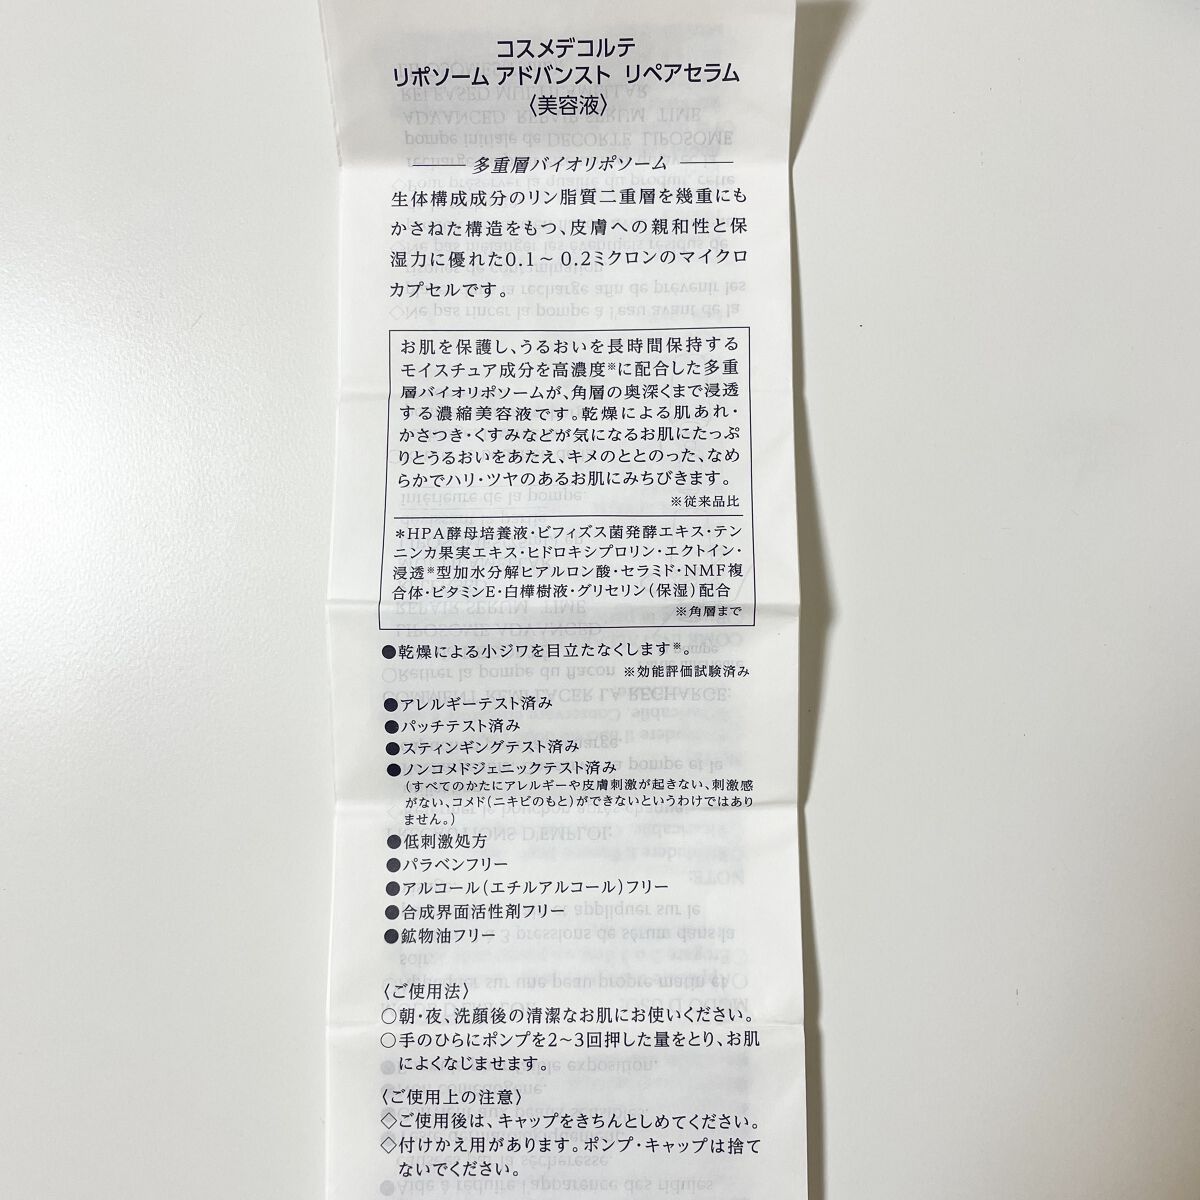 コスメデコルテ
リポソーム アドバンスト リペアセラム
〈美容液〉
多重層バイオリポソーム
生体構成成分のリン脂質二重層を幾重にも
かさねた構造をもつ、皮膚への親和性と保
湿力に優れた0.1〜0.2ミクロンのマイクロ
カプセルです。
お肌を保護し、うるおいを長時間保持する
モイスチュア成分を高濃度※に配合した多重
層バイオリポソームが、角層の奥深くまで浸透
する濃縮美容液です。乾燥による肌あれ・
かさつき・くすみなどが気になるお肌にたっぷ
りとうるおいをあたえ、キメのととのった、なめ
らかでハリ・ツヤのあるお肌にみちびきます。
※従来品比
*HPA酵母培養液・ビフィズス菌発酵エキス・テン
ニンカ果実エキス・ヒドロキシプロリン・エクトイン・
浸透※型加水分解ヒアルロン酸・セラミド・NMF複
合体・ビタミンE・白樺樹液・グリセリン(保湿)配合
※角層まで
●乾燥による小ジワを目立たなくします※。
※効能評価試験済み
●アレルギーテスト済み
●パッチテスト済み
●スティンギングテスト済み
●ノンコメドジェニックテスト済み
(すべてのかたにアレルギーや皮膚刺激が起きない、刺激感
がない、コメド(ニキビのもと)ができないというわけではあり
ません。)
●低刺激処方
●パラベンフリー
●アルコール(エチルアルコール)フリー
●合成界面活性剤フリー
●鉱物油フリー
〈ご使用法〉
○朝・夜、洗顔後の清潔なお肌にお使いください。
○手のひらにポンプを2〜3回押した量をとり、お肌
によくなじませます。
〈ご使用上の注意〉
◇ご使用後は、キャップをきちんとしめてください。
◇付けかえ用があります。ポンプ・キャップは捨て
ないでください。